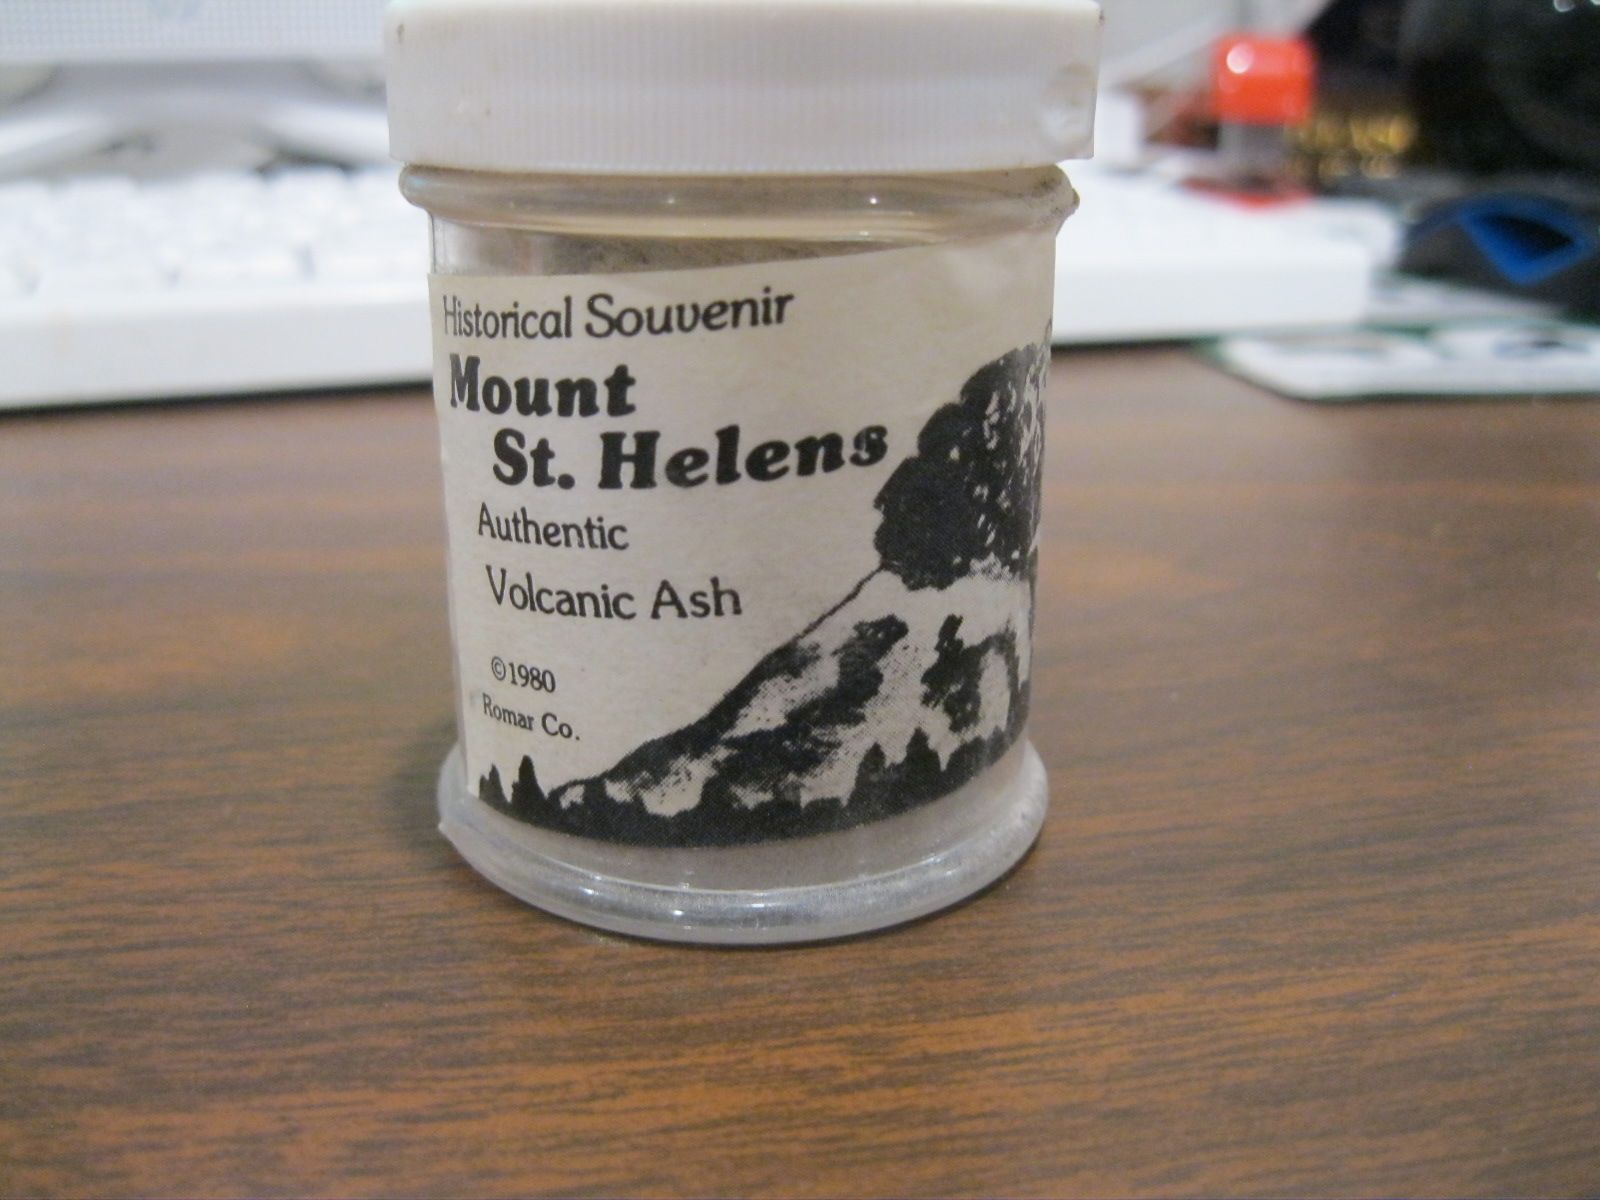 Historical Souvenir
Mount
St. Helens
Authentic
Volcanic Ash
©1980
Romar Co.